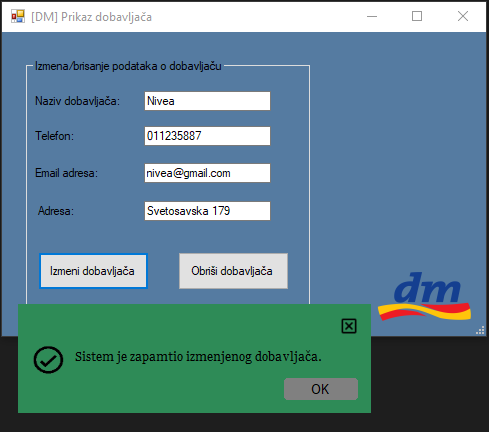 [DM] Prikaz dobavljača
Izmena/brisanje podataka o dobavljaču
Naziv dobavljača: Nivea
Telefon: 011235887
Email adresa: nivea@gmail.com
Adresa: Svetosavska 179
Izmeni dobavljača Obriši dobavljača
dm
Sistem je zapamtio izmenjenog dobavljača.
OK